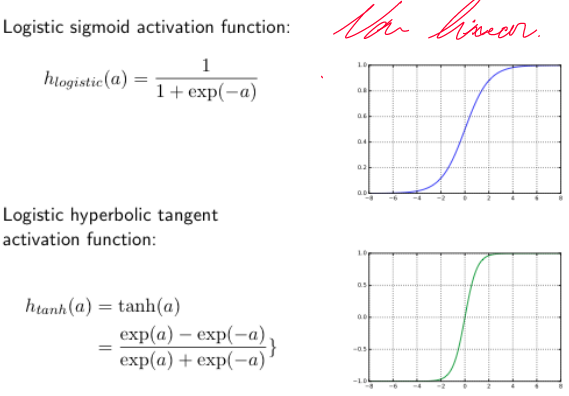 Logistic sigmoid activation function:
Non linear.
h_{logistic}(a) = \frac{1}{1 + \exp(-a)}
1.0
0.8
0.6
0.4
0.2
0.0
−8 −6 −4 −2 0 2 4 6 8
Logistic hyperbolic tangent
activation function:
h_{tanh}(a) = \tanh(a)
= \frac{\exp(a) − \exp(−a)}{\exp(a) + \exp(−a)}\}
1.0
0.5
0.0
−0.5
−1.0
−8 −6 −4 −2 0 2 4 6 8